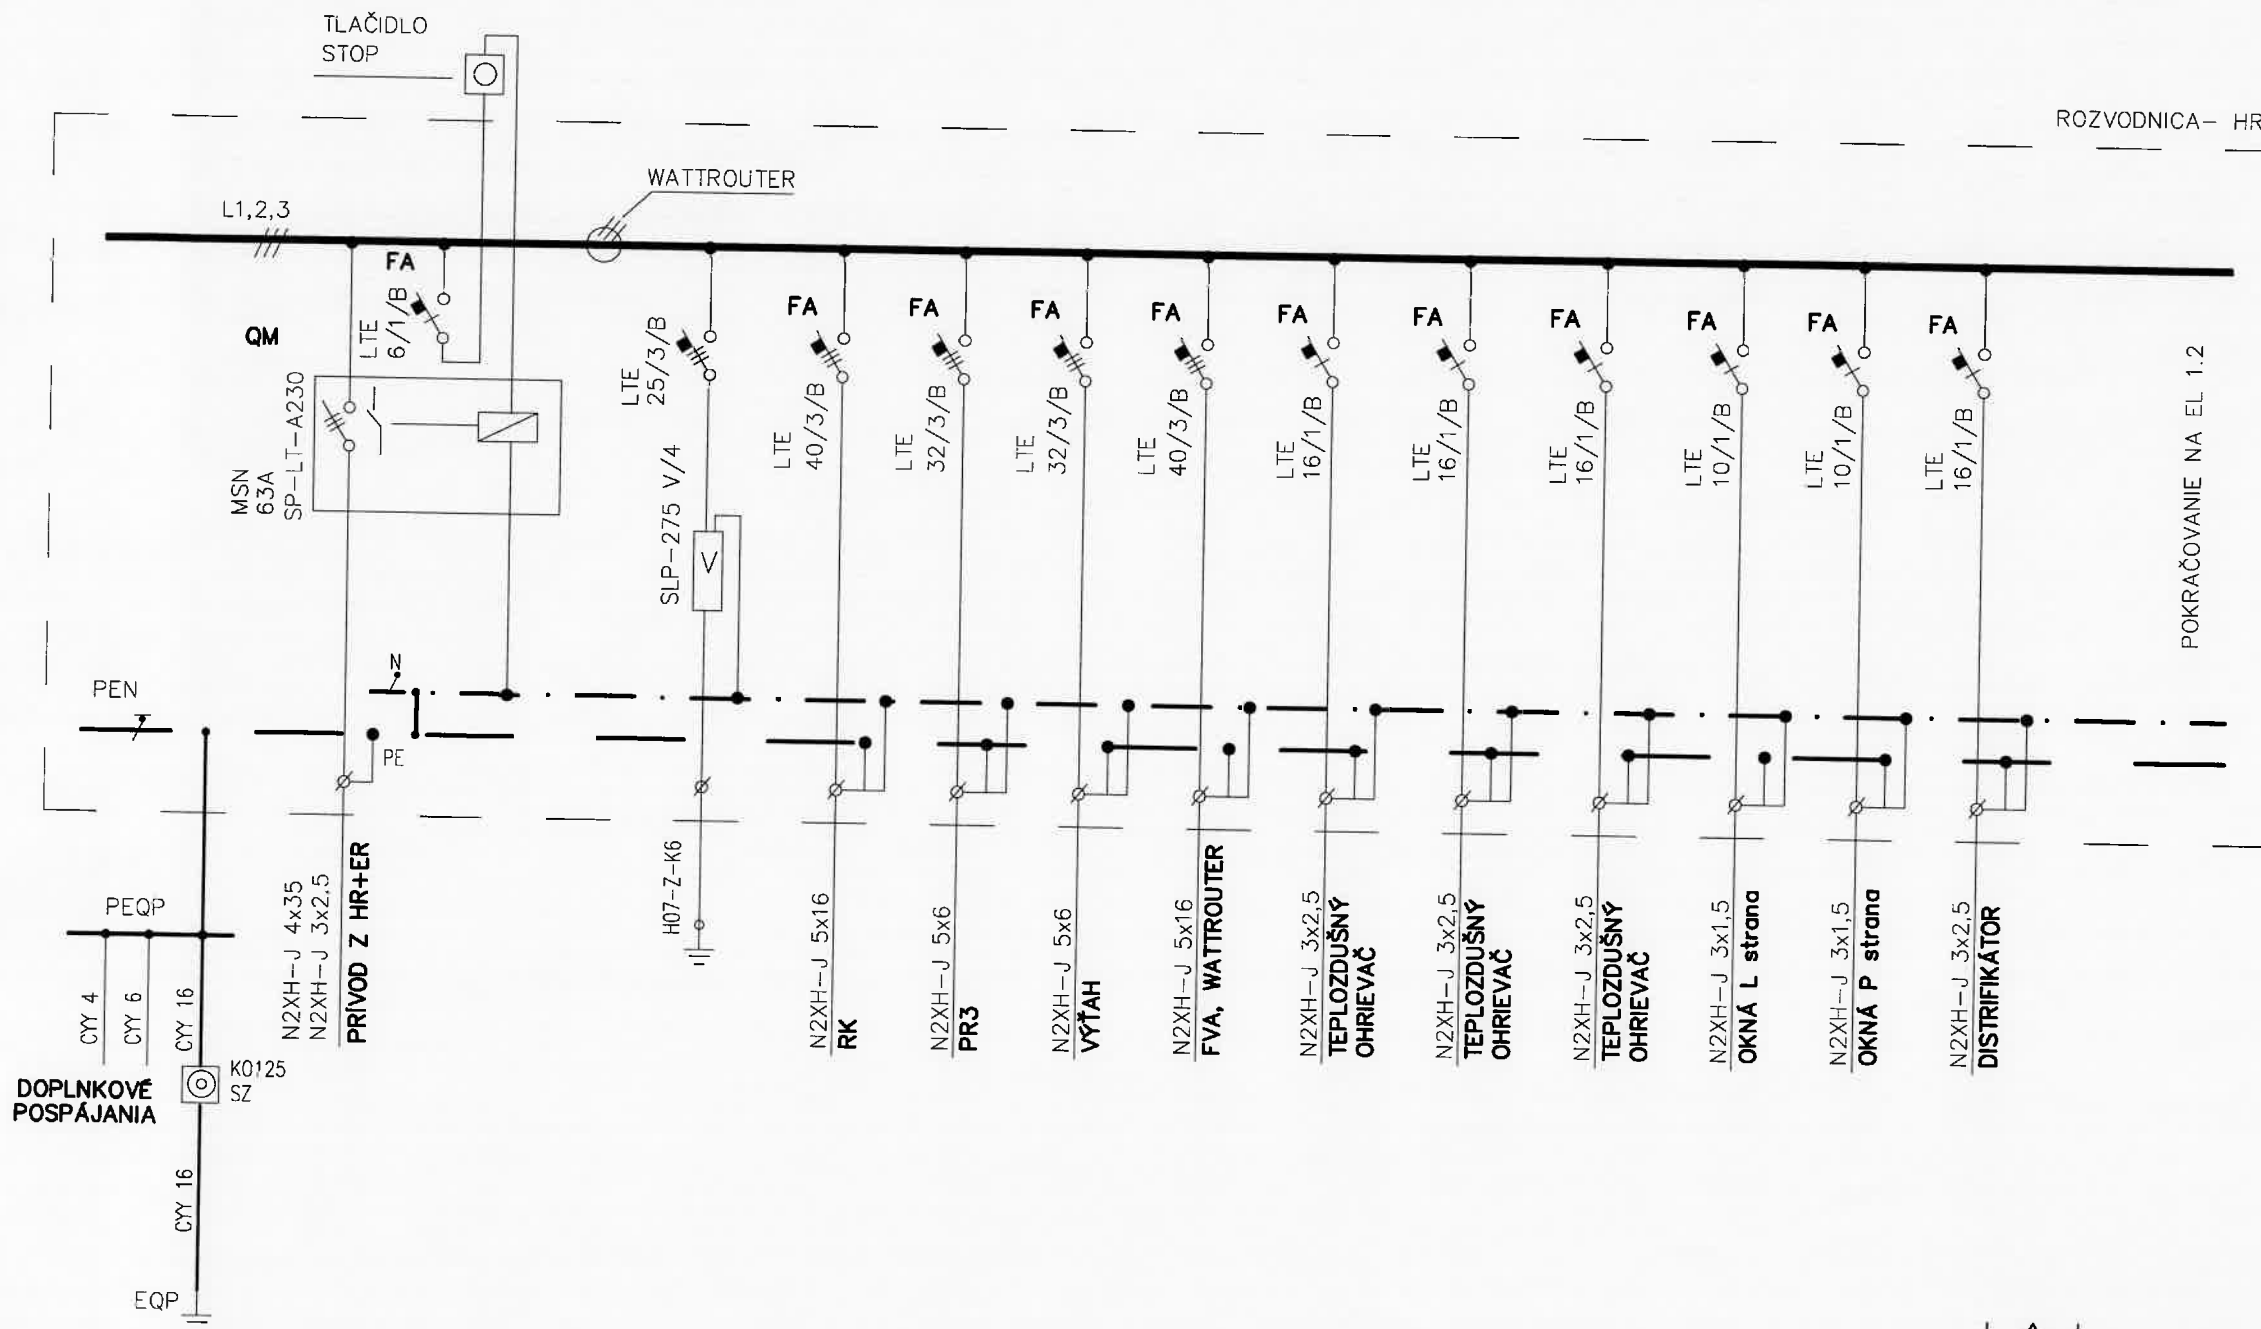 TLAČIDLO
STOP
ROZVODNICA- HR
WATTROUTER
L1,2,3
FA
LTE
6/1/B
QM
MSN
63A
SP-LT-A230
LTE
25/3/B
SLP-275 V/4
FA
LTE
40/3/B
FA
LTE
32/3/B
FA
LTE
32/3/B
FA
LTE
40/3/B
FA
LTE
16/1/B
FA
LTE
16/1/B
FA
LTE
16/1/B
FA
LTE
10/1/B
FA
LTE
10/1/B
FA
LTE
16/1/B
POKRAČOVANIE NA EL 1.2
PEN
N
PE
PEQP
CYY 4
CYY 6
CYY 16
DOPLNKOVÉ
POSPÁJANIA
KO125
SZ
CYY 16
EQP
N2XH-J 4x35
N2XH-J 3x2,5
PRÍVOD Z HR+ER
H07-Z-K6
N2XH-J 5x16
RK
N2XH-J 5x6
PR3
N2XH-J 5x6
VÝŤAH
N2XH-J 5x16
FVA, WATTROUTER
N2XH-J 3x2,5
TEPLOZDUŠNÝ
OHRIEVAČ
N2XH-J 3x2,5
TEPLOZDUŠNÝ
OHRIEVAČ
N2XH-J 3x2,5
TEPLOZDUŠNÝ
OHRIEVAČ
N2XH-J 3x1,5
OKNÁ L strana
N2XH-J 3x1,5
OKNÁ P strana
N2XH-J 3x2,5
DISTRIFIKÁTOR